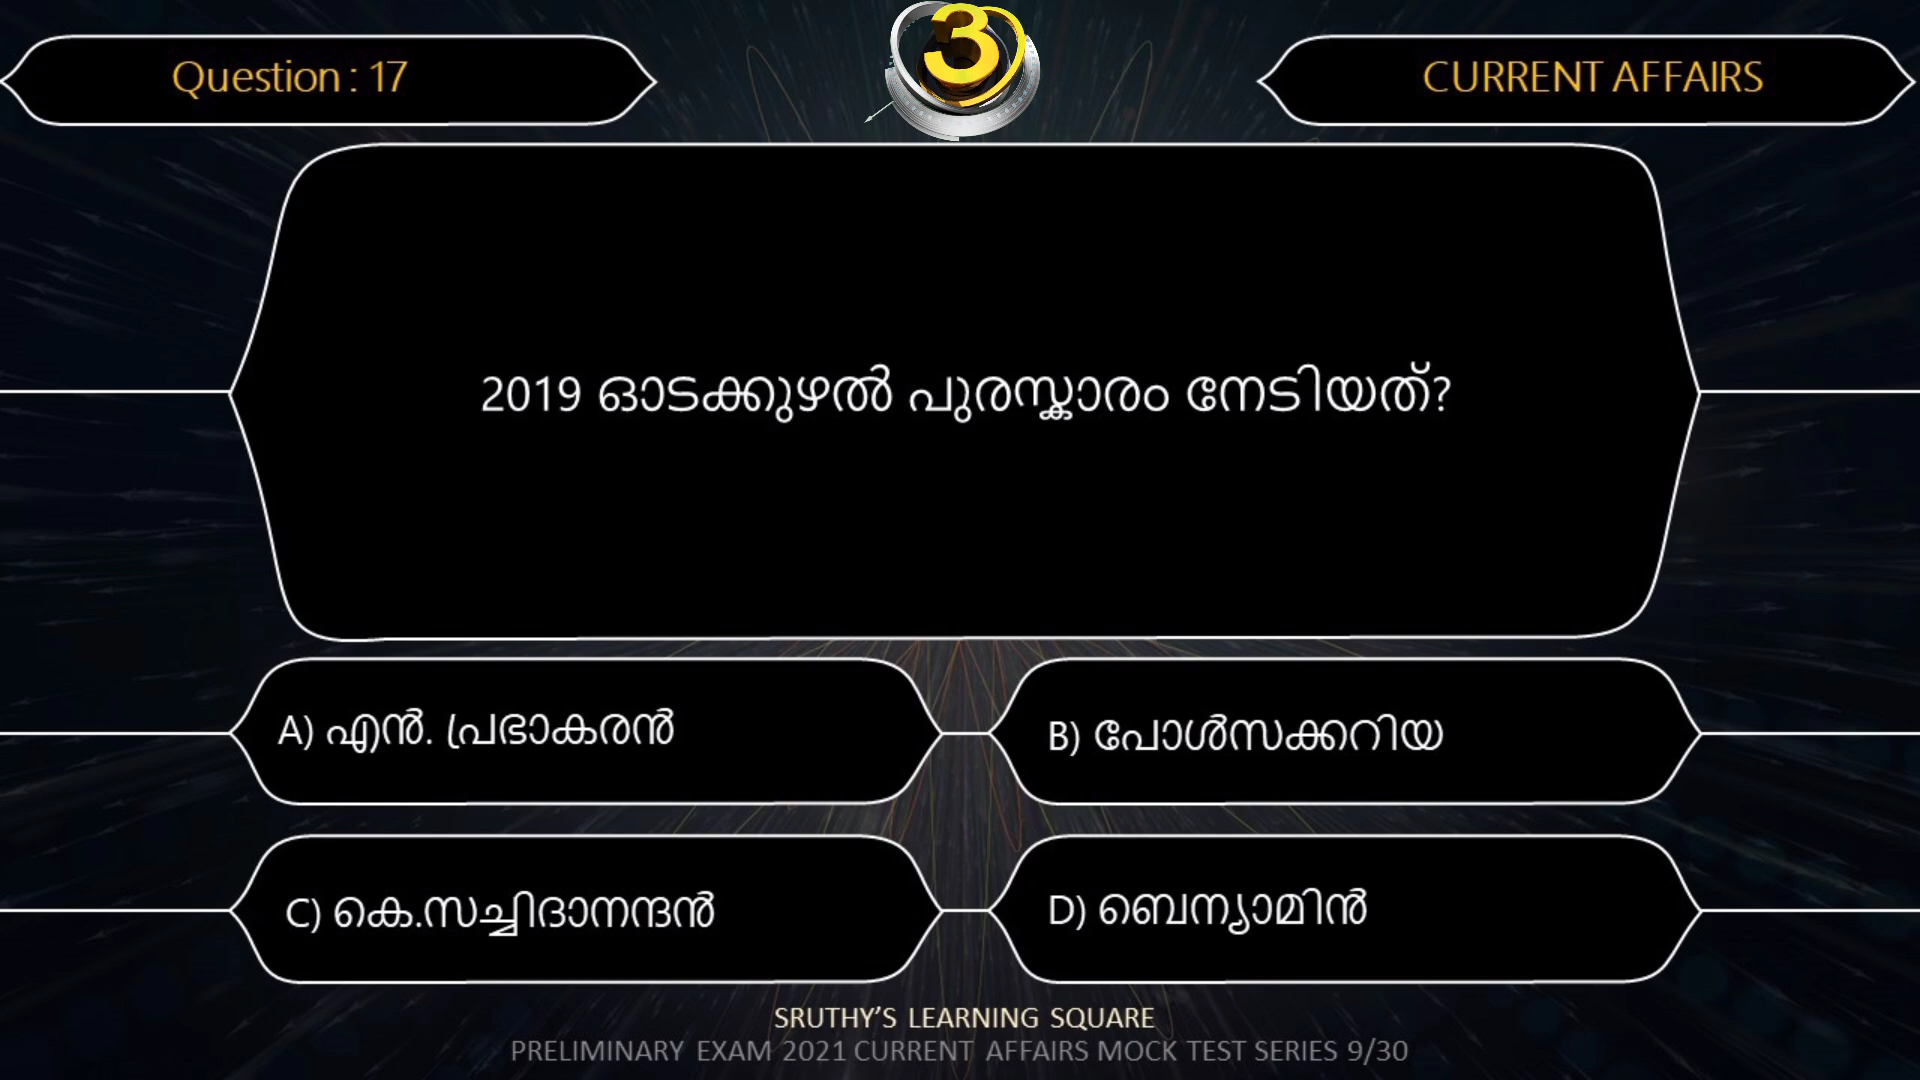 Question : 17
3
CURRENT AFFAIRS
2019 ഓടക്കുഴൽ പുരസ്കാരം നേടിയത്?
A) എൻ. പ്രഭാകരൻ
B) പോൾസക്കറിയ
C) കെ.സച്ചിദാനന്ദൻ
D) ബെന്യാമിൻ
SRUTHY'S LEARNING SQUARE
PRELIMINARY EXAM 2021 CURRENT AFFAIRS MOCK TEST SERIES 9/30